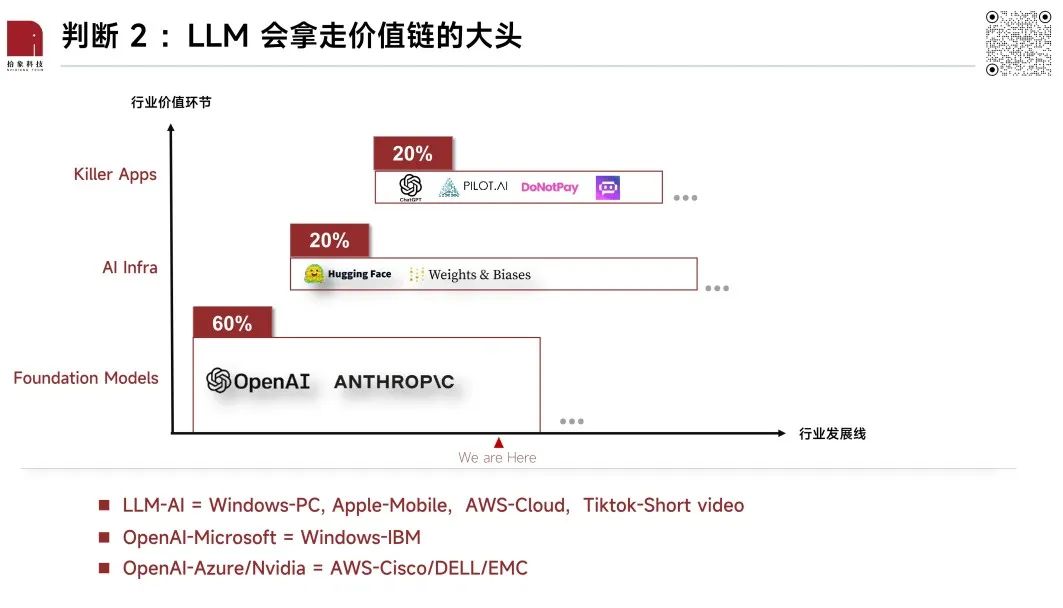 判断 2 ： LLM 会拿走价值链的大头
拾象科技
行业价值环节
Killer Apps
20%
ChatGPT
PILOT.AI
DoNotPay
AI Infra
20%
Hugging Face
Weights & Biases
60%
Foundation Models
OpenAI
ANTHROP\C
行业发展线
We are Here
LLM-AI = Windows-PC, Apple-Mobile, AWS-Cloud, Tiktok-Short video
OpenAI-Microsoft = Windows-IBM
OpenAI-Azure/Nvidia = AWS-Cisco/DELL/EMC